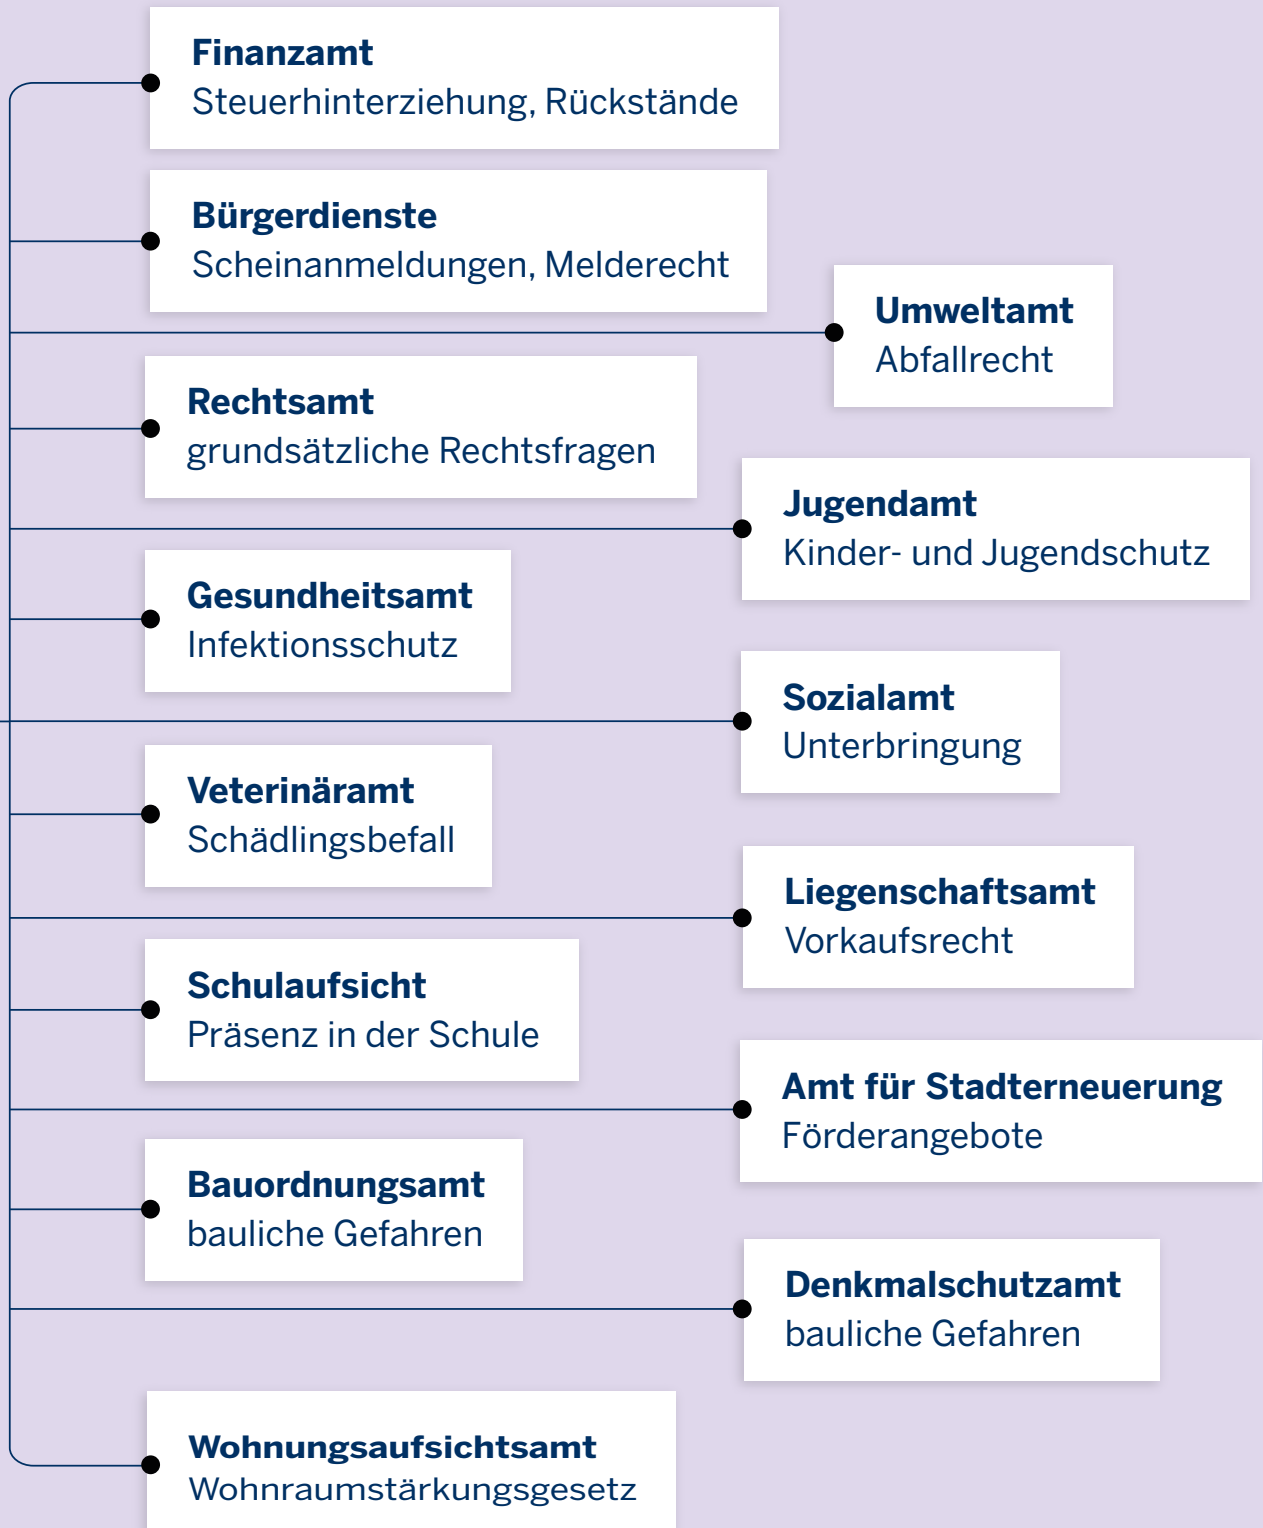 Finanzamt
Steuerhinterziehung, Rückstände
Bürgerdienste
Scheinanmeldungen, Melderecht
Umweltamt
Abfallrecht
Rechtsamt
grundsätzliche Rechtsfragen
Jugendamt
Kinder- und Jugendschutz
Gesundheitsamt
Infektionsschutz
Sozialamt
Unterbringung
Veterinäramt
Schädlingsbefall
Liegenschaftsamt
Vorkaufsrecht
Schulaufsicht
Präsenz in der Schule
Amt für Stadterneuerung
Förderangebote
Bauordnungsamt
bauliche Gefahren
Denkmalschutzamt
bauliche Gefahren
Wohnungsaufsichtsamt
Wohnraumstärkungsgesetz